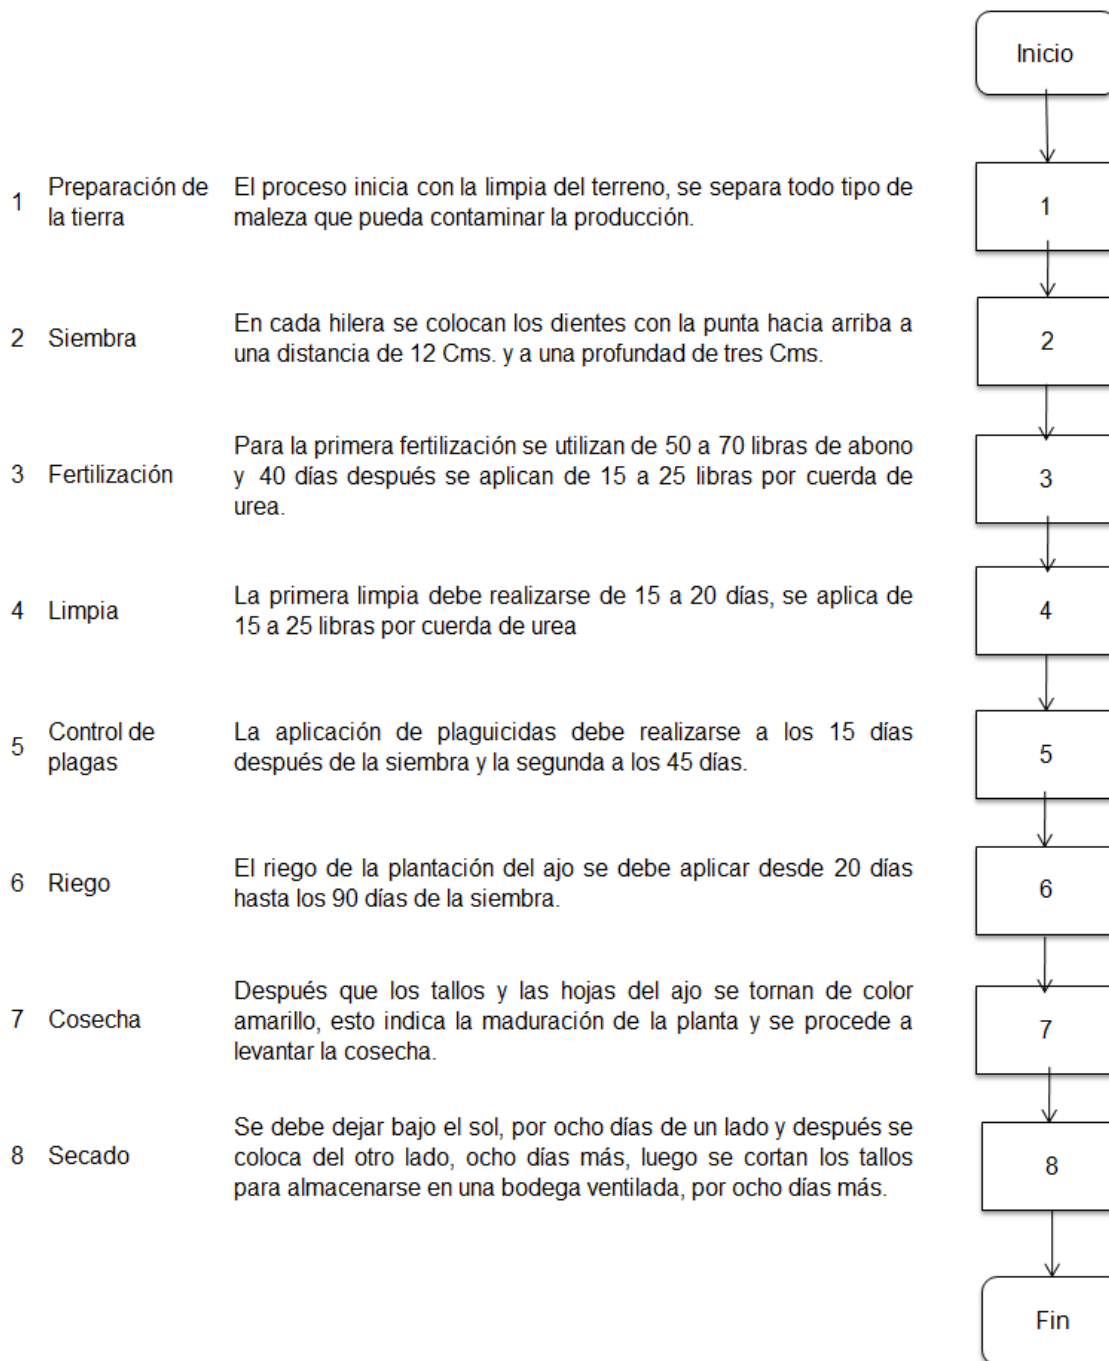 Inicio
1 Preparación de la tierra
El proceso inicia con la limpia del terreno, se separa todo tipo de
maleza que pueda contaminar la producción.
1
2 Siembra
En cada hilera se colocan los dientes con la punta hacia arriba a
una distancia de 12 Cms. y a una profundad de tres Cms.
2
3 Fertilización
Para la primera fertilización se utilizan de 50 a 70 libras de abono
y 40 días después se aplican de 15 a 25 libras por cuerda de
urea.
3
4 Limpia
La primera limpia debe realizarse de 15 a 20 días, se aplica de
15 a 25 libras por cuerda de urea
4
5 Control de
plagas
La aplicación de plaguicidas debe realizarse a los 15 días
después de la siembra y la segunda a los 45 días.
5
6 Riego
El riego de la plantación del ajo se debe aplicar desde 20 días
hasta los 90 días de la siembra.
6
7 Cosecha
Después que los tallos y las hojas del ajo se tornan de color
amarillo, esto indica la maduración de la planta y se procede a
levantar la cosecha.
7
8 Secado
Se debe dejar bajo el sol, por ocho días de un lado y después se
coloca del otro lado, ocho días más, luego se cortan los tallos
para almacenarse en una bodega ventilada, por ocho días más.
8
Fin